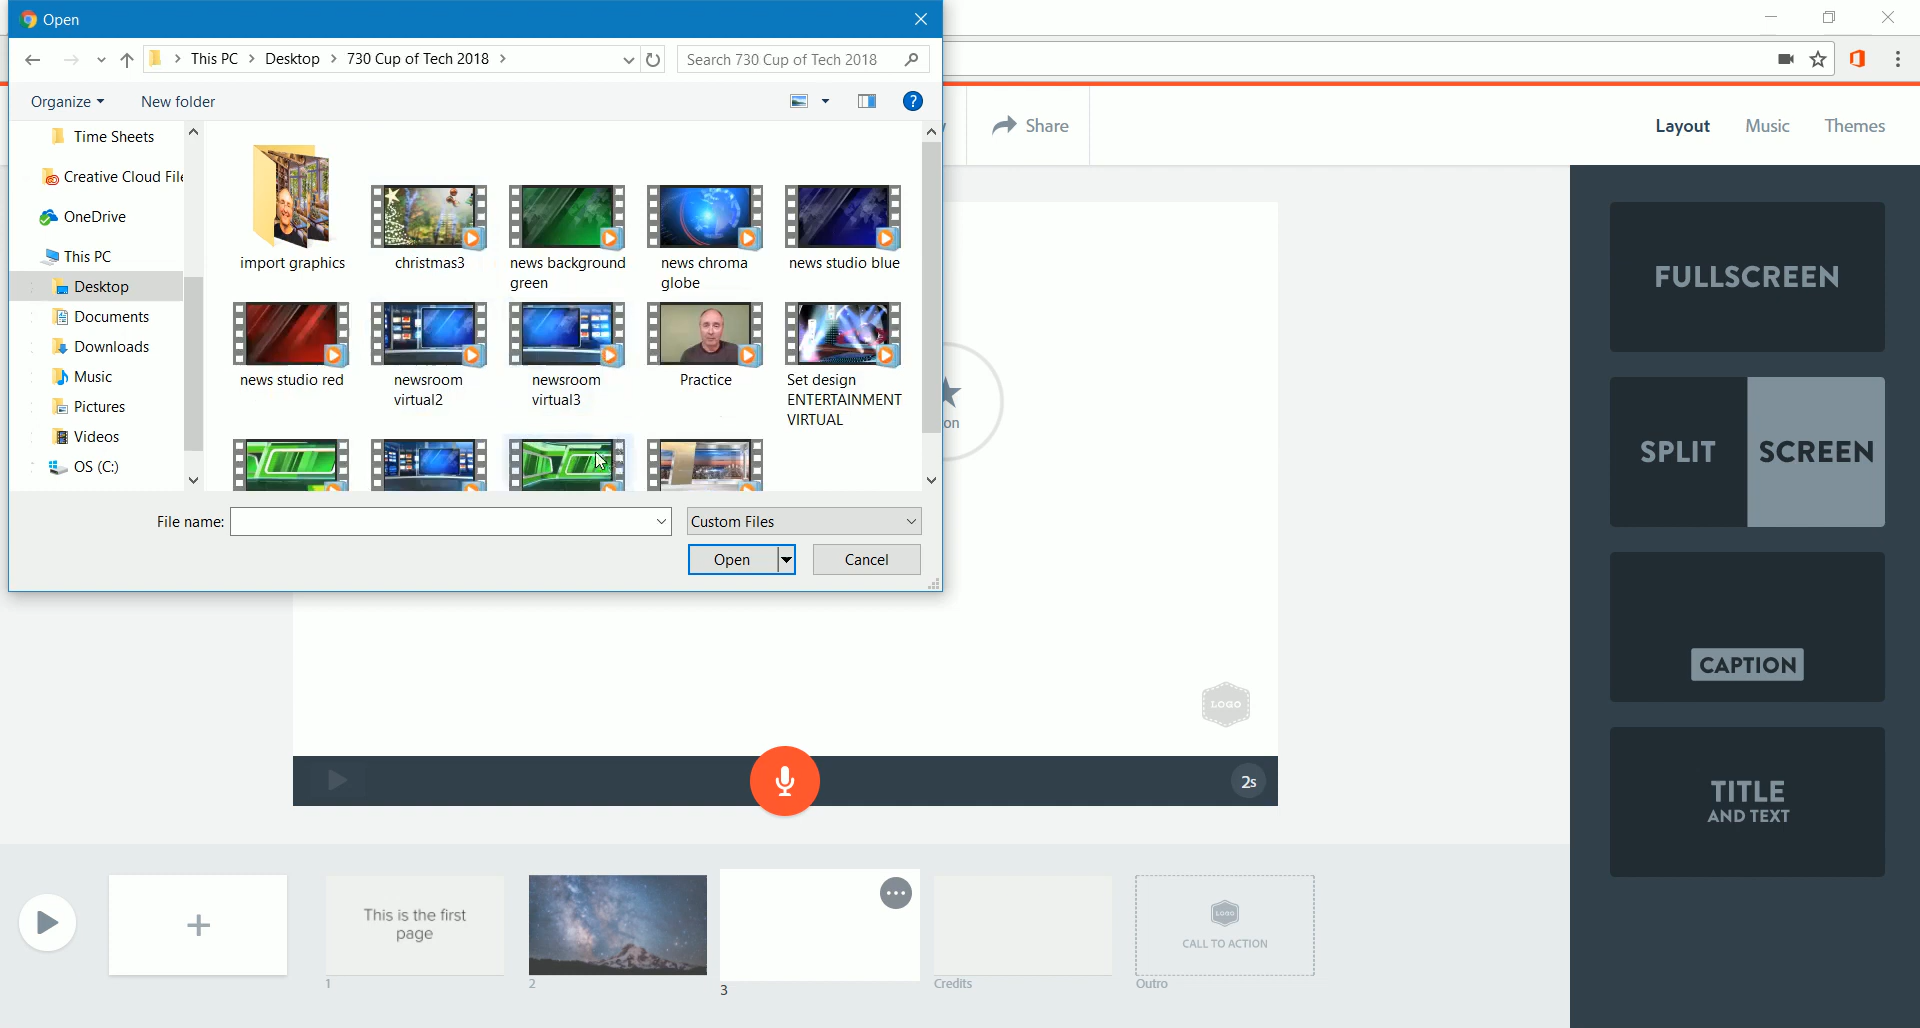 Open
This PC > Desktop > 730 Cup of Tech 2018 >
Search 730 Cup of Tech 2018
Organize
New folder
?
Time Sheets
Creative Cloud File
OneDrive
This PC
Desktop
Documents
Downloads
Music
Pictures
Videos
OS (C:)
import graphics
christmas3
news background
green
news chroma
globe
news studio blue
news studio red
newsroom
virtual2
newsroom
virtual3
Practice
Set design
ENTERTAINMENT
VIRTUAL
File name:
Custom Files
Open
Cancel
Share
Layout
Music
Themes
on
FULLSCREEN
SPLIT SCREEN
CAPTION
TITLE
AND TEXT
LOGO
2s
+
This is the first
page
1
2
3
Credits
LOGO
CALL TO ACTION
Outro